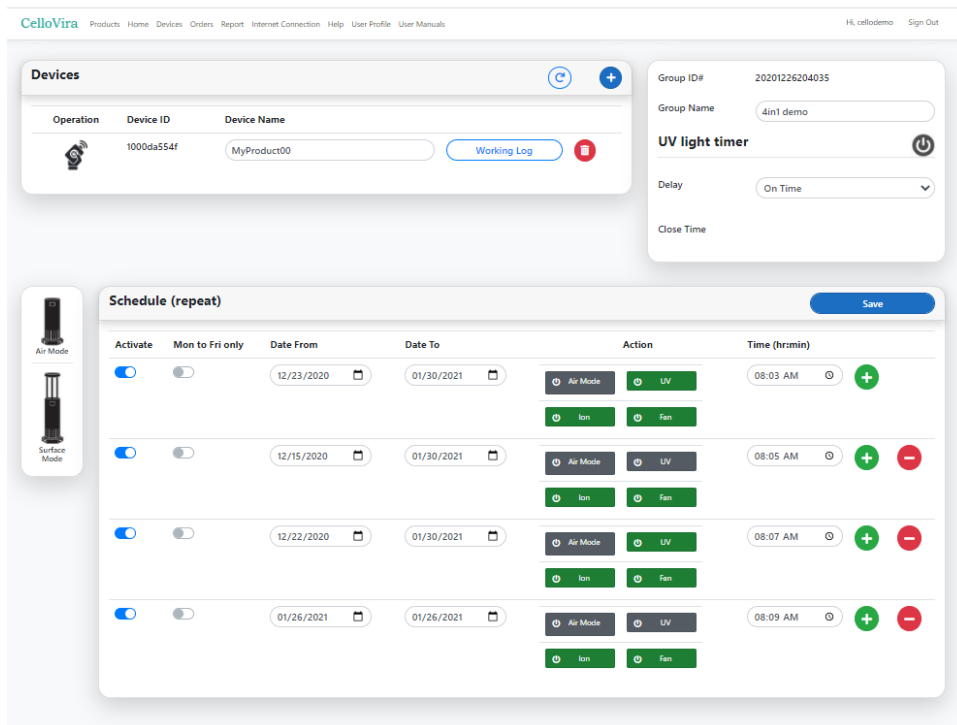 CelloVira Products Home Devices Orders Report Internet Connection Help User Profile User Manuals Hi, cellodemo Sign Out
Devices
Operation Device ID Device Name
1000da554f MyProduct00 Working Log
Group ID# 20201226204035
Group Name 4in1 demo
UV light timer
Delay On Time
Close Time
Air Mode
Surface
Mode
Schedule (repeat) Save
Activate Mon to Fri only Date From Date To Action Time (hr:min)
12/23/2020 01/30/2021 Air Mode UV 08:03 AM
Ion Fan
12/15/2020 01/30/2021 Air Mode UV 08:05 AM
Ion Fan
12/22/2020 01/30/2021 Air Mode UV 08:07 AM
Ion Fan
01/26/2021 01/26/2021 Air Mode UV 08:09 AM
Ion Fan